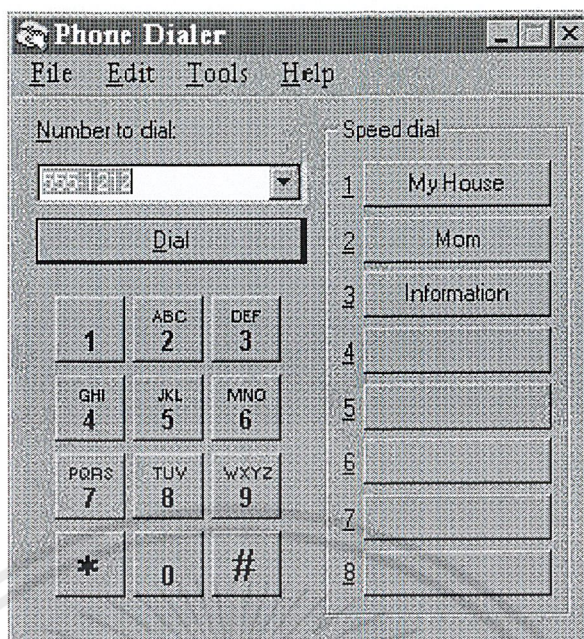 Phone Dialer
File Edit Tools Help
Number to dial:
5551212
Dial
1
ABC DEF
2 3
GHI JKL MNO
4 5 6
PQRS TUV WXYZ
7 8 9
* 0 #
Speed dial
1 My House
2 Mom
3 Information
4
5
6
7
8